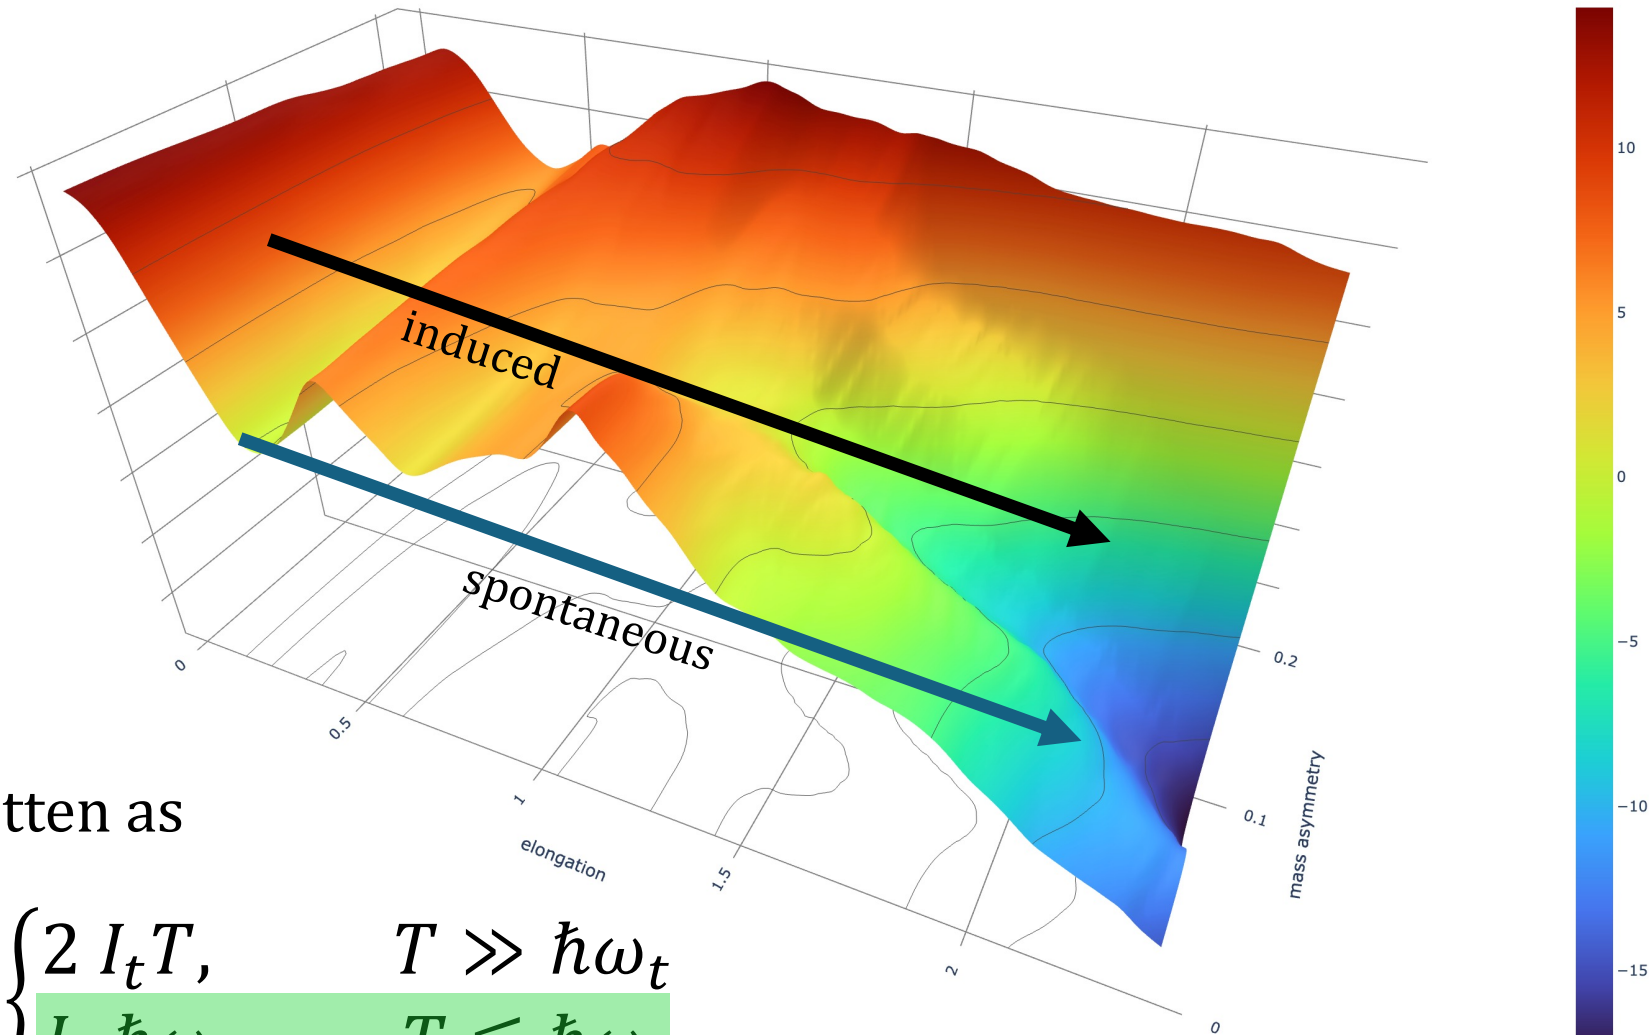 10
5
0
−5
−10
−15
induced
spontaneous
0
0.5
1
1.5
2
elongation
0.2
0.1
0
mass asymmetry
tten as
2 I_t T, T ≫ ħω_t